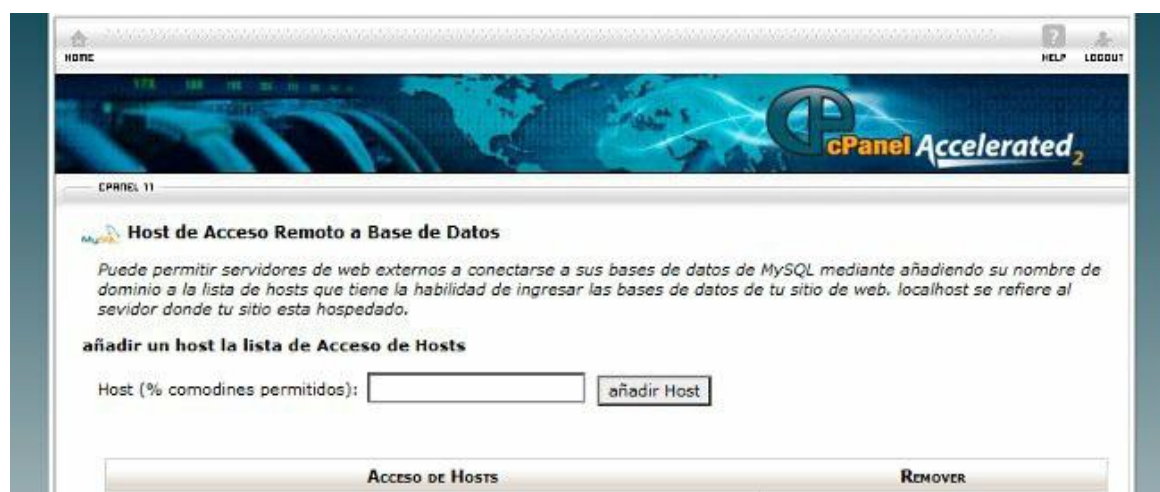 HOME
HELP LOGOUT
cPanel Accelerated2
CPANEL 11
MySQL Host de Acceso Remoto a Base de Datos
Puede permitir servidores de web externos a conectarse a sus bases de datos de MySQL mediante añadiendo su nombre de
dominio a la lista de hosts que tiene la habilidad de ingresar las bases de datos de tu sitio de web. localhost se refiere al
sevidor donde tu sitio esta hospedado.
añadir un host la lista de Acceso de Hosts
Host (% comodines permitidos): añadir Host
Acceso de Hosts Remover